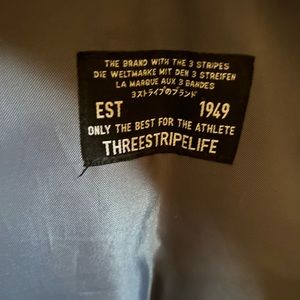 THE BRAND WITH THE 3 STRIPES
DIE WELTMARKE MIT DEN 3 STREIFEN
LA MARQUE AUX 3 BANDES
3ストライプのブランド
EST 1949
ONLY THE BEST FOR THE ATHLETE
THREESTRIPELIFE